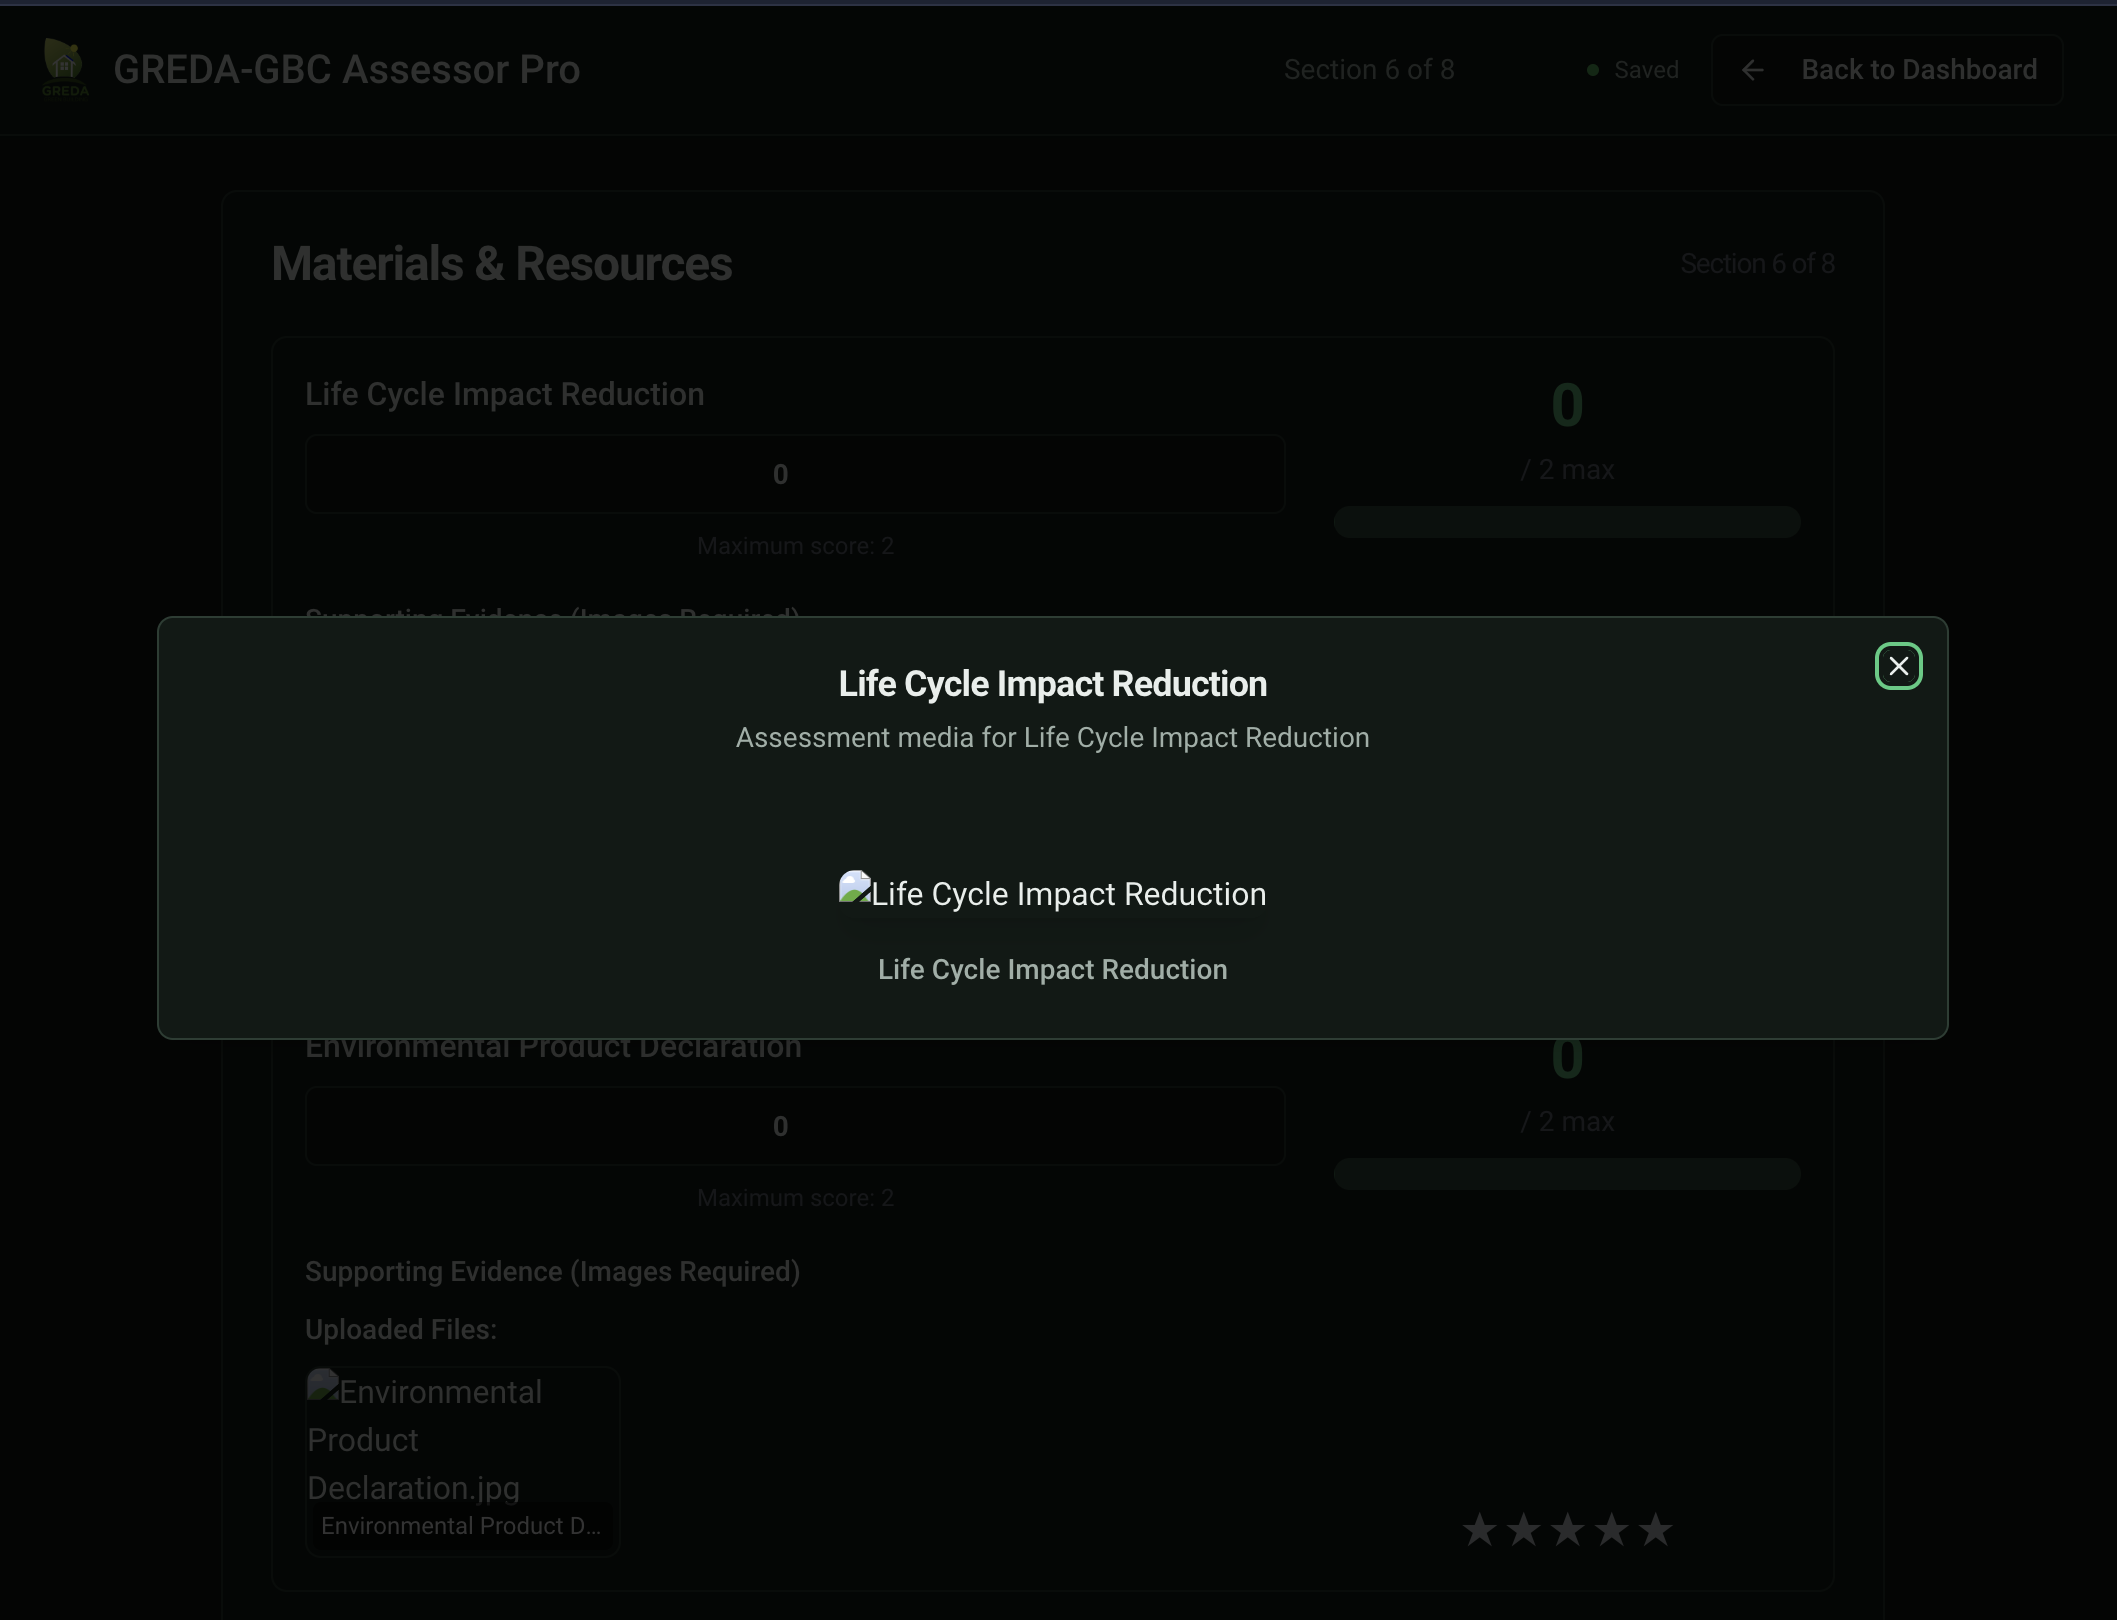 GREDA
GREDA-GBC Assessor Pro
Section 6 of 8
Saved
Back to Dashboard
Materials & Resources
Section 6 of 8
Life Cycle Impact Reduction
0
0
/ 2 max
Maximum score: 2
Supporting Evidence (Images Required)
Life Cycle Impact Reduction
Assessment media for Life Cycle Impact Reduction
Life Cycle Impact Reduction
Life Cycle Impact Reduction
Environmental Product Declaration
0
0
/ 2 max
Maximum score: 2
Supporting Evidence (Images Required)
Uploaded Files:
Environmental
Product
Declaration.jpg
Environmental Product D...